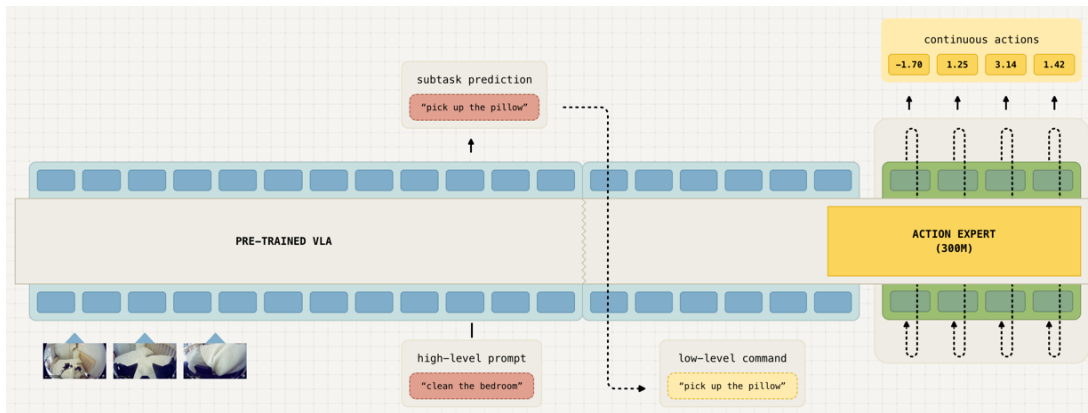 continuous actions
−1.70 1.25 3.14 1.42
subtask prediction
“pick up the pillow”
PRE-TRAINED VLA
ACTION EXPERT
(300M)
high-level prompt
“clean the bedroom”
low-level command
“pick up the pillow”